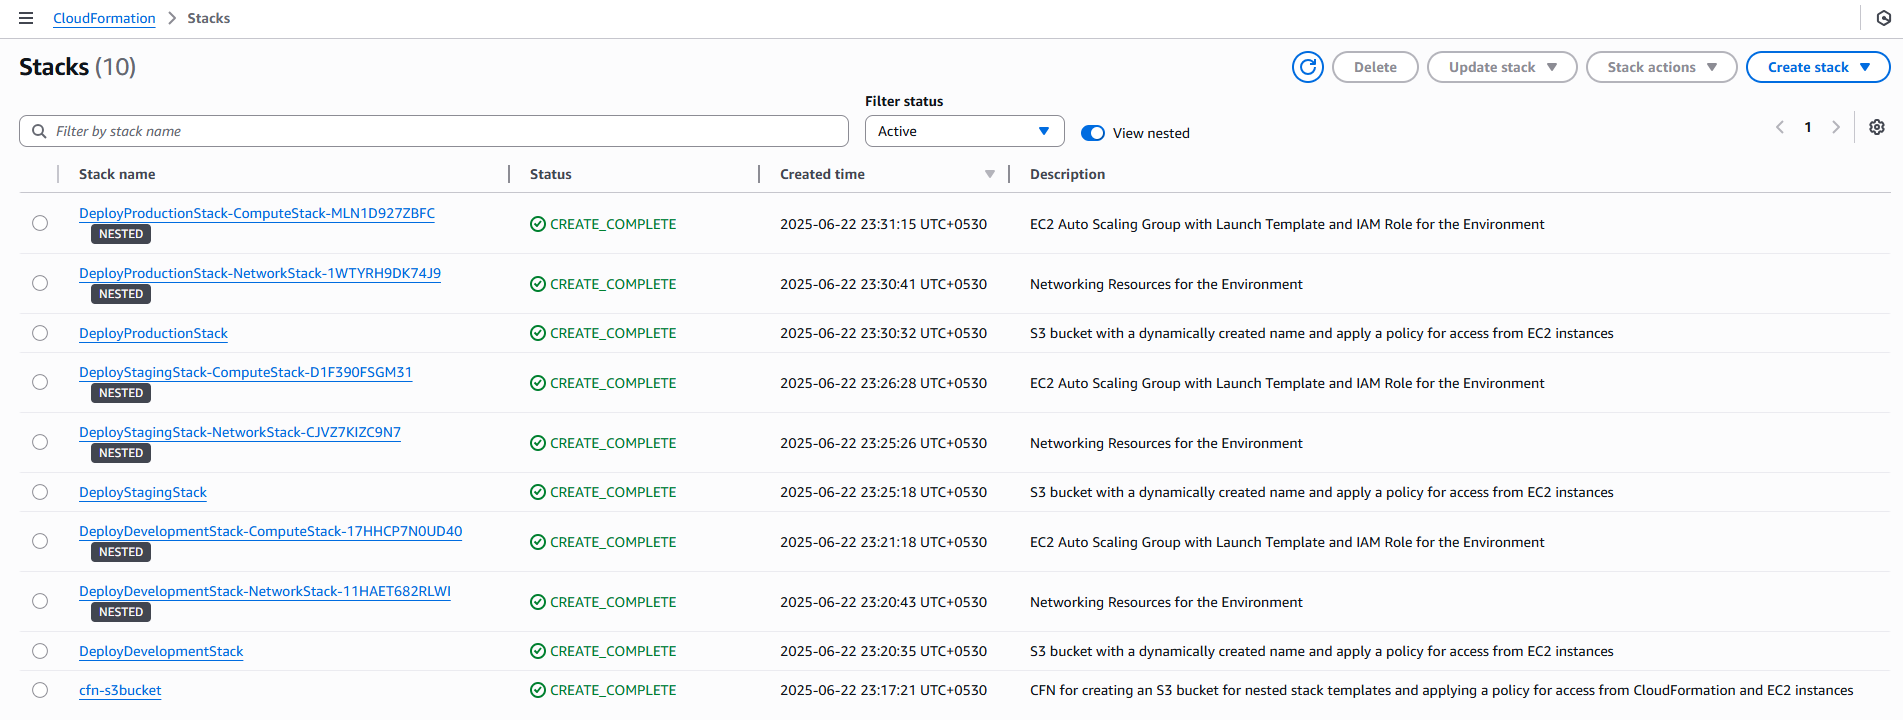 CloudFormation > Stacks
Stacks (10)
Delete Update stack Stack actions Create stack
Filter status
Filter by stack name Active View nested 1
Stack name Status Created time Description
DeployProductionStack-ComputeStack-MLN1D927ZBFC
NESTED CREATE_COMPLETE 2025-06-22 23:31:15 UTC+0530 EC2 Auto Scaling Group with Launch Template and IAM Role for the Environment
DeployProductionStack-NetworkStack-1WTYRH9DK74J9
NESTED CREATE_COMPLETE 2025-06-22 23:30:41 UTC+0530 Networking Resources for the Environment
DeployProductionStack CREATE_COMPLETE 2025-06-22 23:30:32 UTC+0530 S3 bucket with a dynamically created name and apply a policy for access from EC2 instances
DeployStagingStack-ComputeStack-D1F390FSGM31
NESTED CREATE_COMPLETE 2025-06-22 23:26:28 UTC+0530 EC2 Auto Scaling Group with Launch Template and IAM Role for the Environment
DeployStagingStack-NetworkStack-CJVZ7KIZC9N7
NESTED CREATE_COMPLETE 2025-06-22 23:25:26 UTC+0530 Networking Resources for the Environment
DeployStagingStack CREATE_COMPLETE 2025-06-22 23:25:18 UTC+0530 S3 bucket with a dynamically created name and apply a policy for access from EC2 instances
DeployDevelopmentStack-ComputeStack-17HHCP7N0UD40
NESTED CREATE_COMPLETE 2025-06-22 23:21:18 UTC+0530 EC2 Auto Scaling Group with Launch Template and IAM Role for the Environment
DeployDevelopmentStack-NetworkStack-11HAET682RLWI
NESTED CREATE_COMPLETE 2025-06-22 23:20:43 UTC+0530 Networking Resources for the Environment
DeployDevelopmentStack CREATE_COMPLETE 2025-06-22 23:20:35 UTC+0530 S3 bucket with a dynamically created name and apply a policy for access from EC2 instances
cfn-s3bucket CREATE_COMPLETE 2025-06-22 23:17:21 UTC+0530 CFN for creating an S3 bucket for nested stack templates and applying a policy for access from CloudFormation and EC2 instances